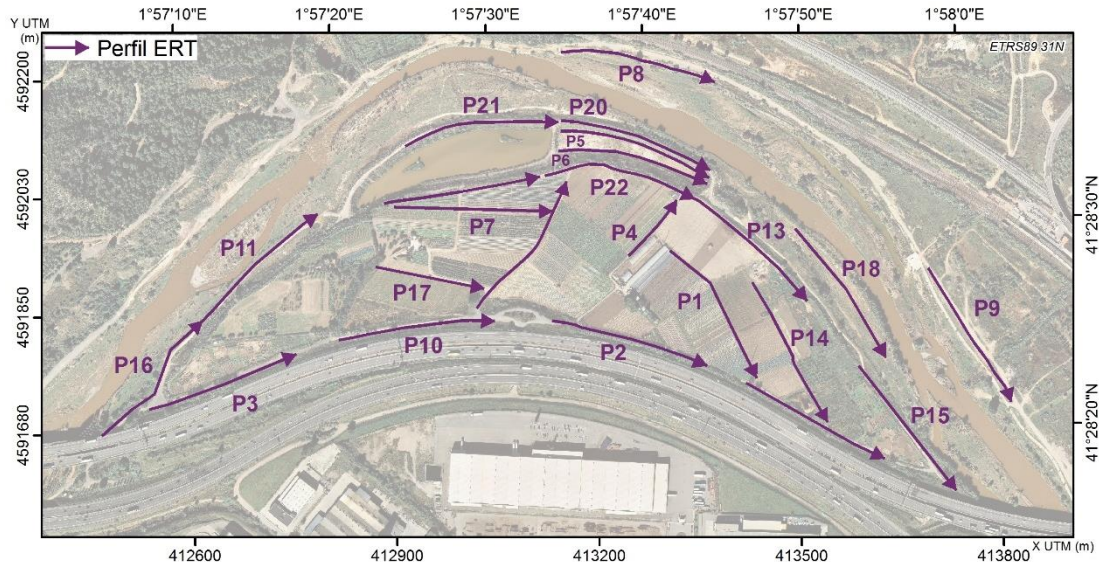 Y UTM
(m)
1°57'10"
1°57'20"
1°57'30"
1°57'40"
1°57'50"
1°58'0"
Perfil ERT
ETRS89 31N
4592200
4592030
4591850
4591680
P8
P21
P20
P5
P6
P22
P7
P4
P13
P11
P18
P17
P1
P9
P14
P10
P2
P16
P3
P15
41°28'30"N
41°28'20"N
412600
412900
413200
413500
413800
X UTM (m)